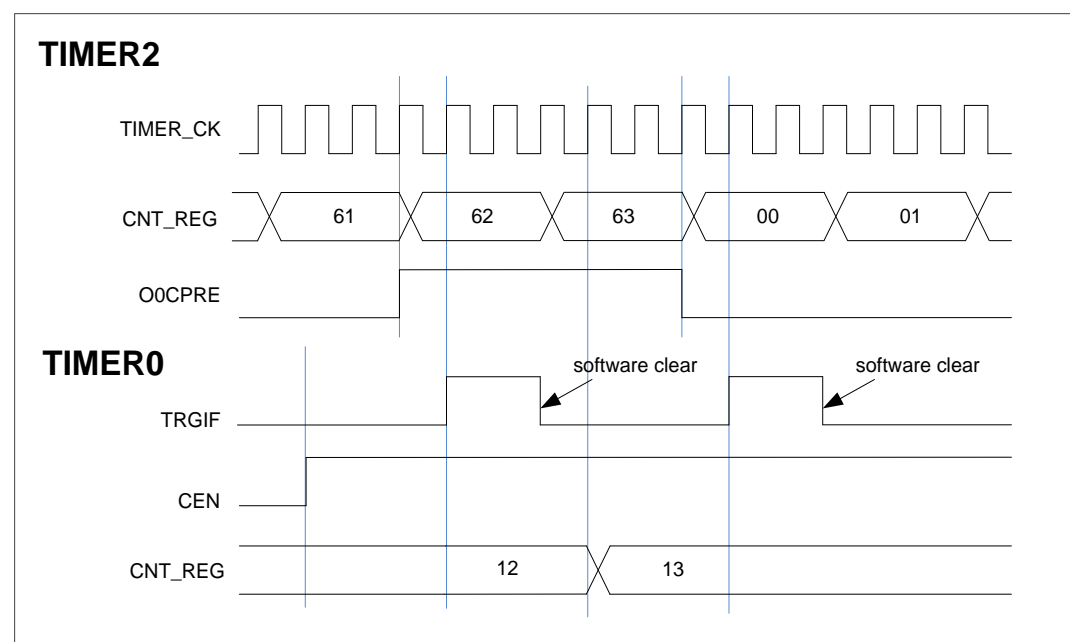 TIMER2
TIMER_CK
CNT_REG 61 62 63 00 01
O0CPRE
TIMER0
software clear software clear
TRGIF
CEN
CNT_REG 12 13